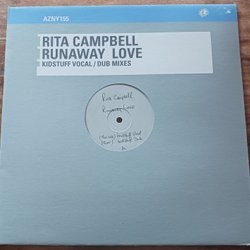 AZNY155
RITA CAMPBELL
RUNAWAY LOVE
KIDSTUFF VOCAL / DUB MIXES
Rita Campbell
Runaway Love